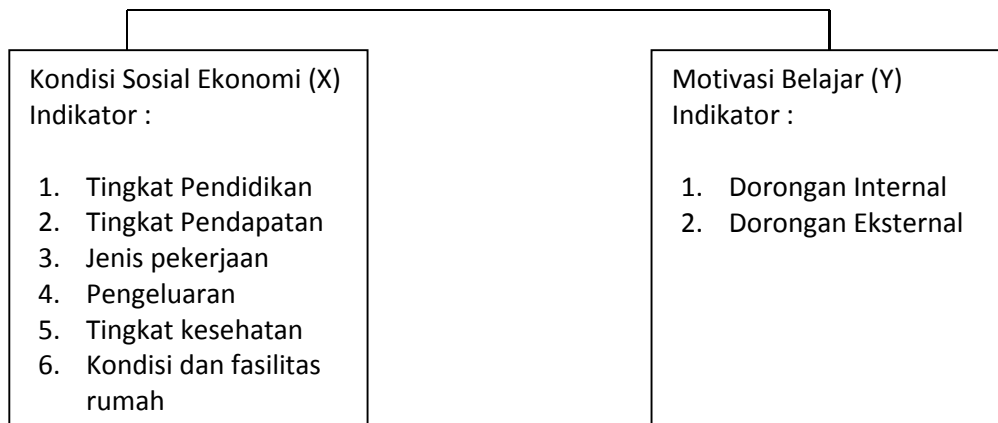 Kondisi Sosial Ekonomi (X)
Indikator :
1. Tingkat Pendidikan
2. Tingkat Pendapatan
3. Jenis pekerjaan
4. Pengeluaran
5. Tingkat kesehatan
6. Kondisi dan fasilitas
rumah
Motivasi Belajar (Y)
Indikator :
1. Dorongan Internal
2. Dorongan Eksternal